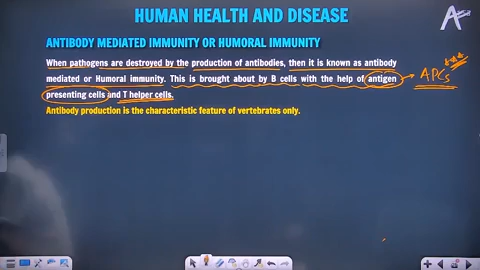 HUMAN HEALTH AND DISEASE
ANTIBODY MEDIATED IMMUNITY OR HUMORAL IMMUNITY
When pathogens are destroyed by the production of antibodies, then it is known as antibody
mediated or Humoral immunity. This is brought about by B cells with the help of antigen
presenting cells and T helper cells.
APCs
Antibody production is the characteristic feature of vertebrates only.